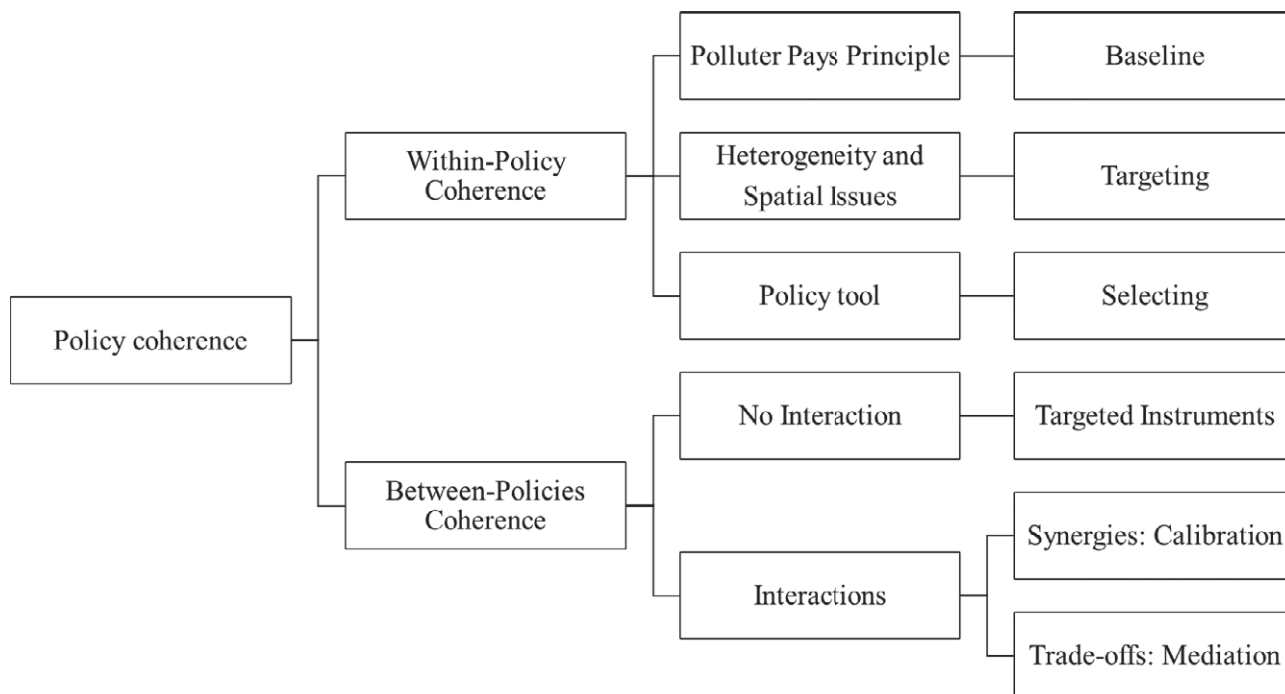 Polluter Pays Principle
Baseline
Within-Policy
Coherence
Heterogeneity and
Spatial Issues
Targeting
Policy tool
Selecting
Policy coherence
No Interaction
Targeted Instruments
Between-Policies
Coherence
Synergies: Calibration
Interactions
Trade-offs: Mediation